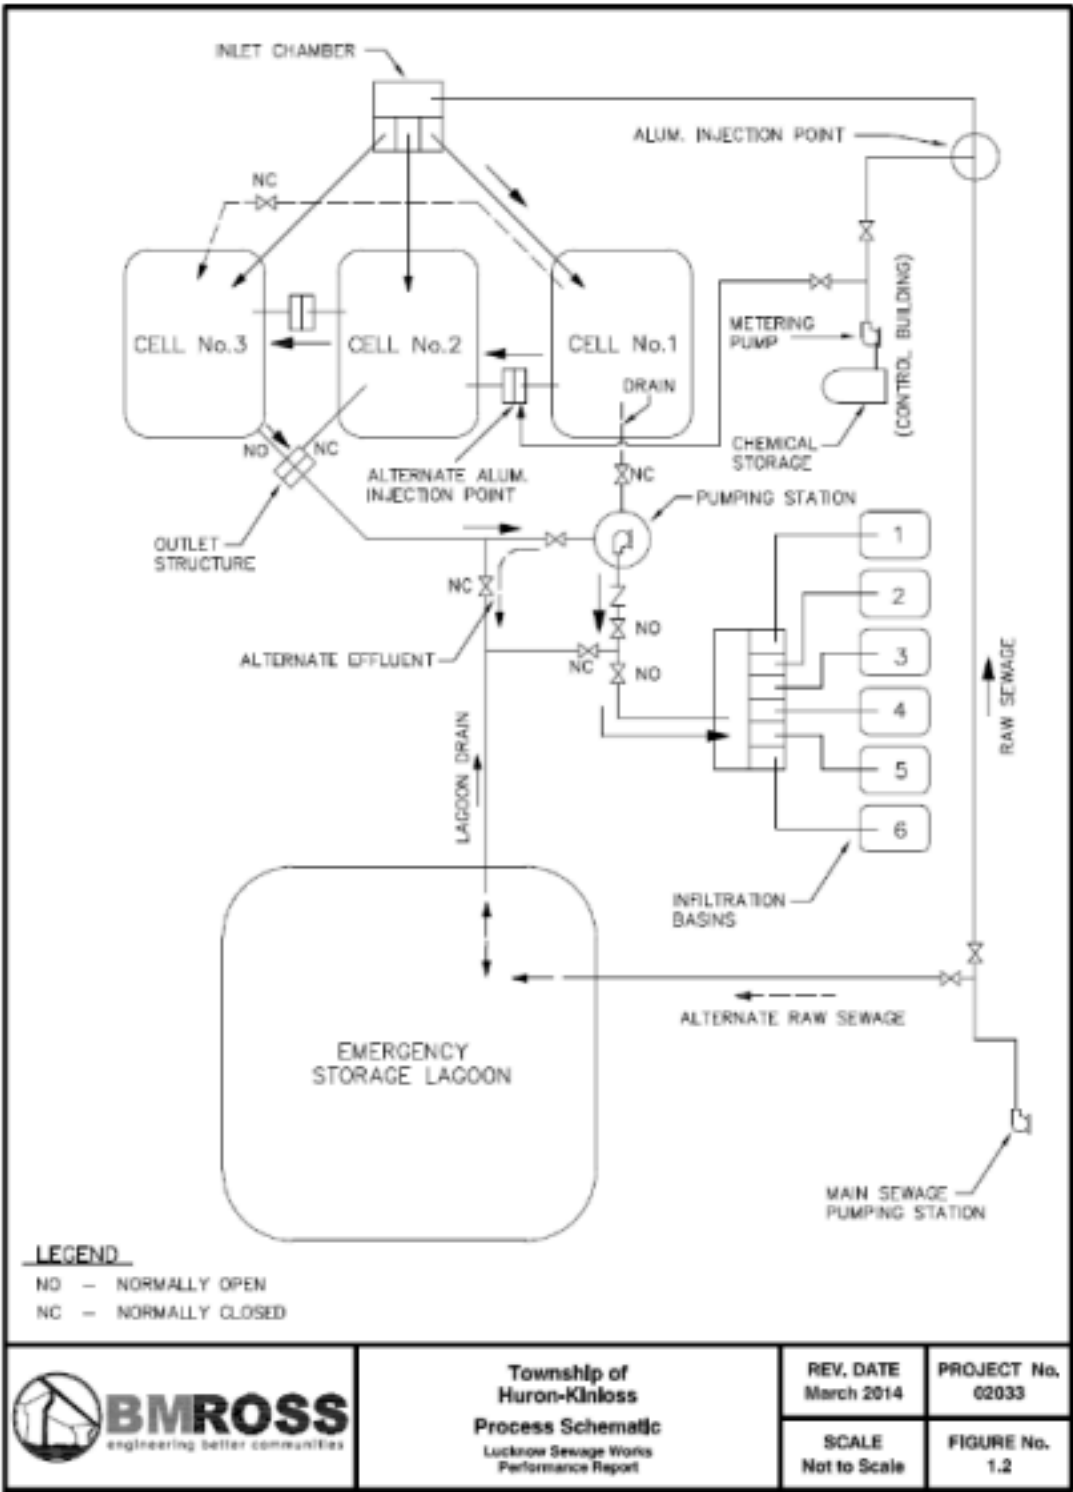 INLET CHAMBER
ALUM. INJECTION POINT
NC
CELL No.3
CELL No.2
CELL No.1
METERING
PUMP
(CONTROL BUILDING)
DRAIN
CHEMICAL
STORAGE
NO
NC
ALTERNATE ALUM.
INJECTION POINT
NC
PUMPING STATION
OUTLET
STRUCTURE
1
2
3
4
5
6
NC
NO
ALTERNATE EFFLUENT
NC
NO
RAW SEWAGE
LAGOON DRAIN
INFILTRATION
BASINS
ALTERNATE RAW SEWAGE
EMERGENCY
STORAGE LAGOON
MAIN SEWAGE
PUMPING STATION
LEGEND
NO – NORMALLY OPEN
NC – NORMALLY CLOSED
BMROSS
engineering better communities
Township of
Huron-Kinloss
Process Schematic
Lucknow Sewage Works
Performance Report
REV. DATE
March 2014
PROJECT No.
02033
SCALE
Not to Scale
FIGURE No.
1.2